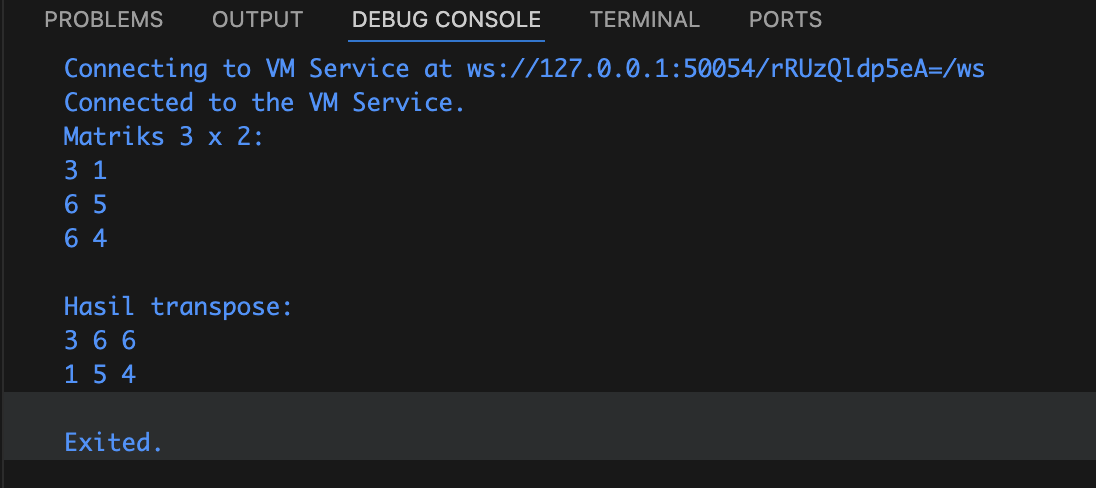 PROBLEMS OUTPUT DEBUG CONSOLE TERMINAL PORTS
Connecting to VM Service at ws://127.0.0.1:50054/rRUzQldp5eA=/ws
Connected to the VM Service.
Matriks 3 x 2:
3 1
6 5
6 4
Hasil transpose:
3 6 6
1 5 4
Exited.